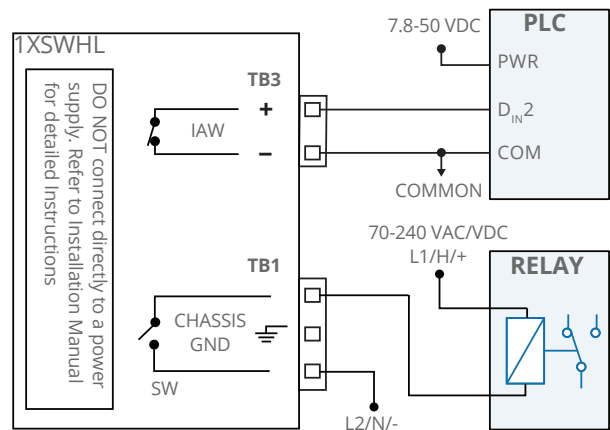 1XSWHL
DO NOT connect directly to a power
supply. Refer to Installation Manual
for detailed Instructions
TB3
+
IAW
−
TB1
CHASSIS
GND
SW
L2/N/-
7.8-50 VDC
PLC
PWR
D_IN2
COM
COMMON
70-240 VAC/VDC
L1/H/+
RELAY